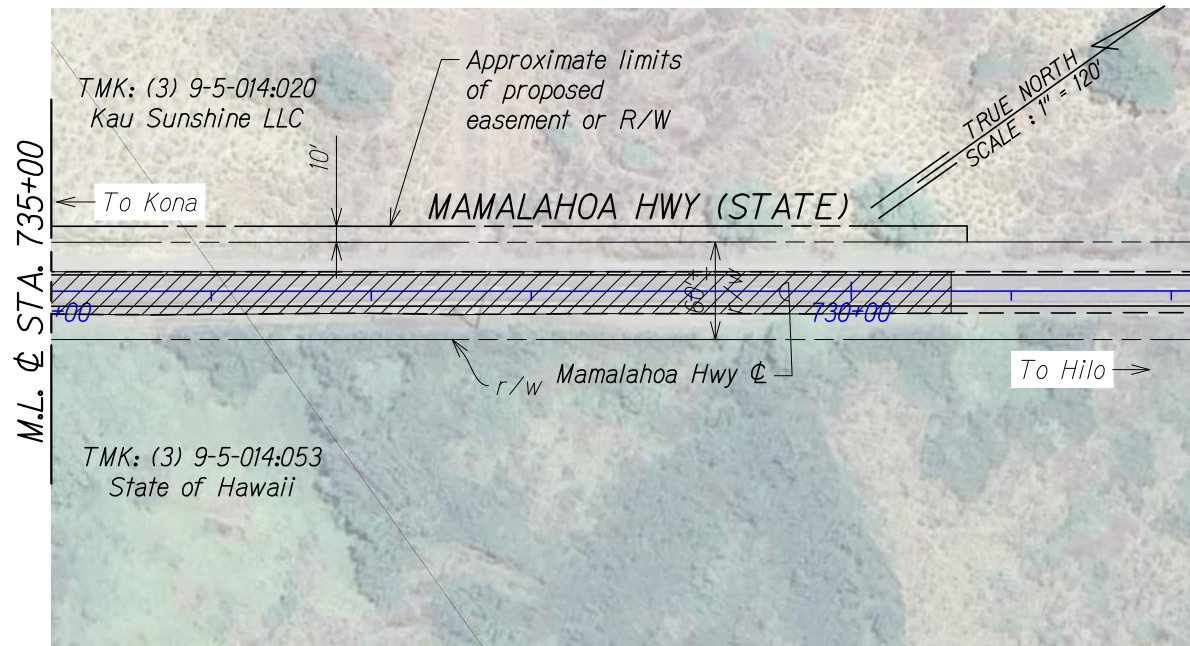 TMK: (3) 9-5-014:020
Kau Sunshine LLC
Approximate limits
of proposed
easement or R/W
TRUE NORTH
SCALE : 1" = 120'
10'
M.L. ℄ STA. 735+00
To Kona
MAMALAHOA HWY (STATE)
60'±
r/w
+00
730+00
r/w
Mamalahoa Hwy ℄
To Hilo
TMK: (3) 9-5-014:053
State of Hawaii